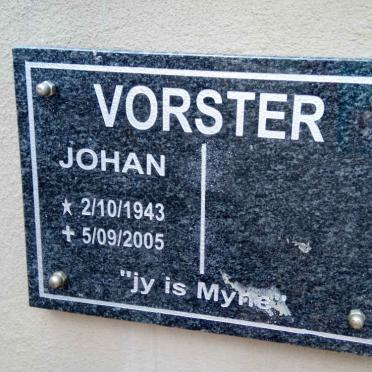 VORSTER
JOHAN
★ 2/10/1943
✝ 5/09/2005
"jy is Myne"